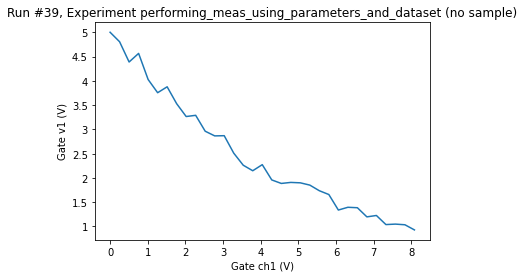 Run #39, Experiment performing_meas_using_parameters_and_dataset (no sample)
5
4.5
4
3.5
3
2.5
2
1.5
1
Gate v1 (V)
0 1 2 3 4 5 6 7 8
Gate ch1 (V)